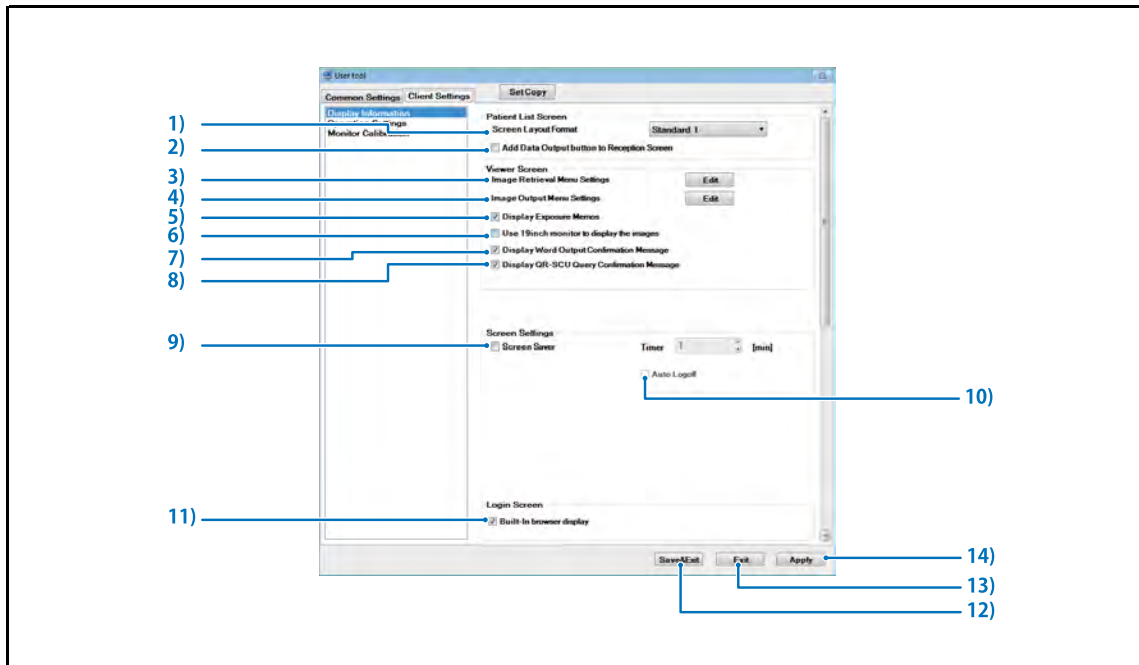 User tool
Common Settings Client Settings Set Copy
Display Information
Operation Settings
Monitor Calibration
Patient List Screen
1) Screen Layout Format Standard 1
2) Add Data Output button to Reception Screen
Viewer Screen
3) Image Retrieval Menu Settings Edit
4) Image Output Menu Settings Edit
5) Display Exposure Memos
6) Use 19inch monitor to display the images
7) Display Word Output Confirmation Message
8) Display QR-SCU Query Confirmation Message
Screen Settings
9) Screen Saver Timer 1 [min]
Auto Logoff 10)
Login Screen
11) Built-In browser display
Save&Exit Exit Apply 14)
13)
12)